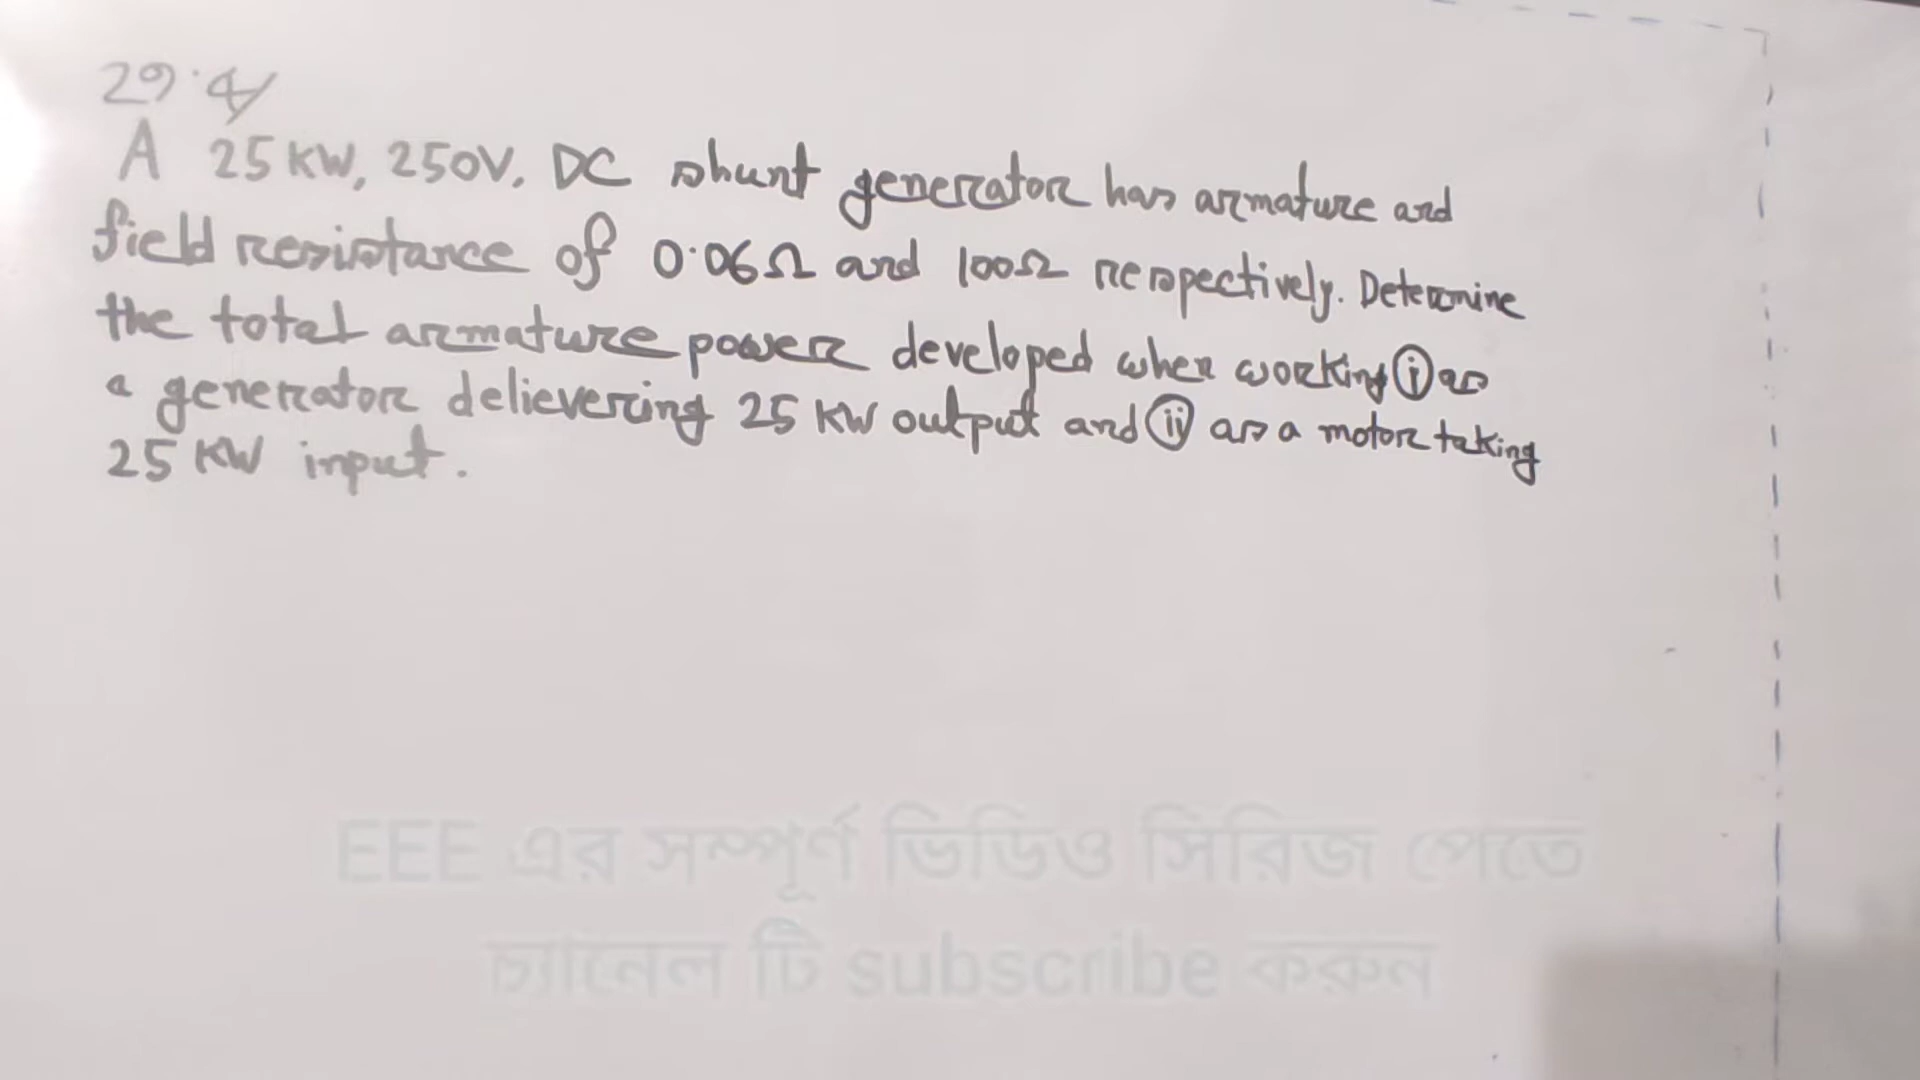 29.4
A 25 KW, 250V, DC shunt generator has armature and
field resistance of 0.06Ω and 100Ω respectively. Determine
the total armature power developed when working (i) as
a generator delievering 25 KW output and (ii) as a motor taking
25 KW input.
EEE এর সম্পূর্ণ ভিডিও সিরিজ পেতে
চ্যানেল টি subscribe করুন